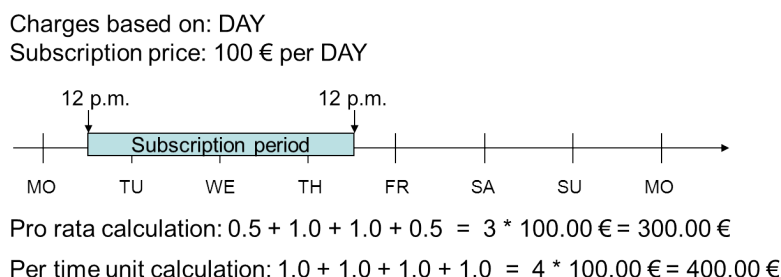 Charges based on: DAY
Subscription price: 100 € per DAY
12 p.m. 12 p.m.
Subscription period
MO TU WE TH FR SA SU MO
Pro rata calculation: 0.5 + 1.0 + 1.0 + 0.5 = 3 * 100.00 € = 300.00 €
Per time unit calculation: 1.0 + 1.0 + 1.0 + 1.0 = 4 * 100.00 € = 400.00 €